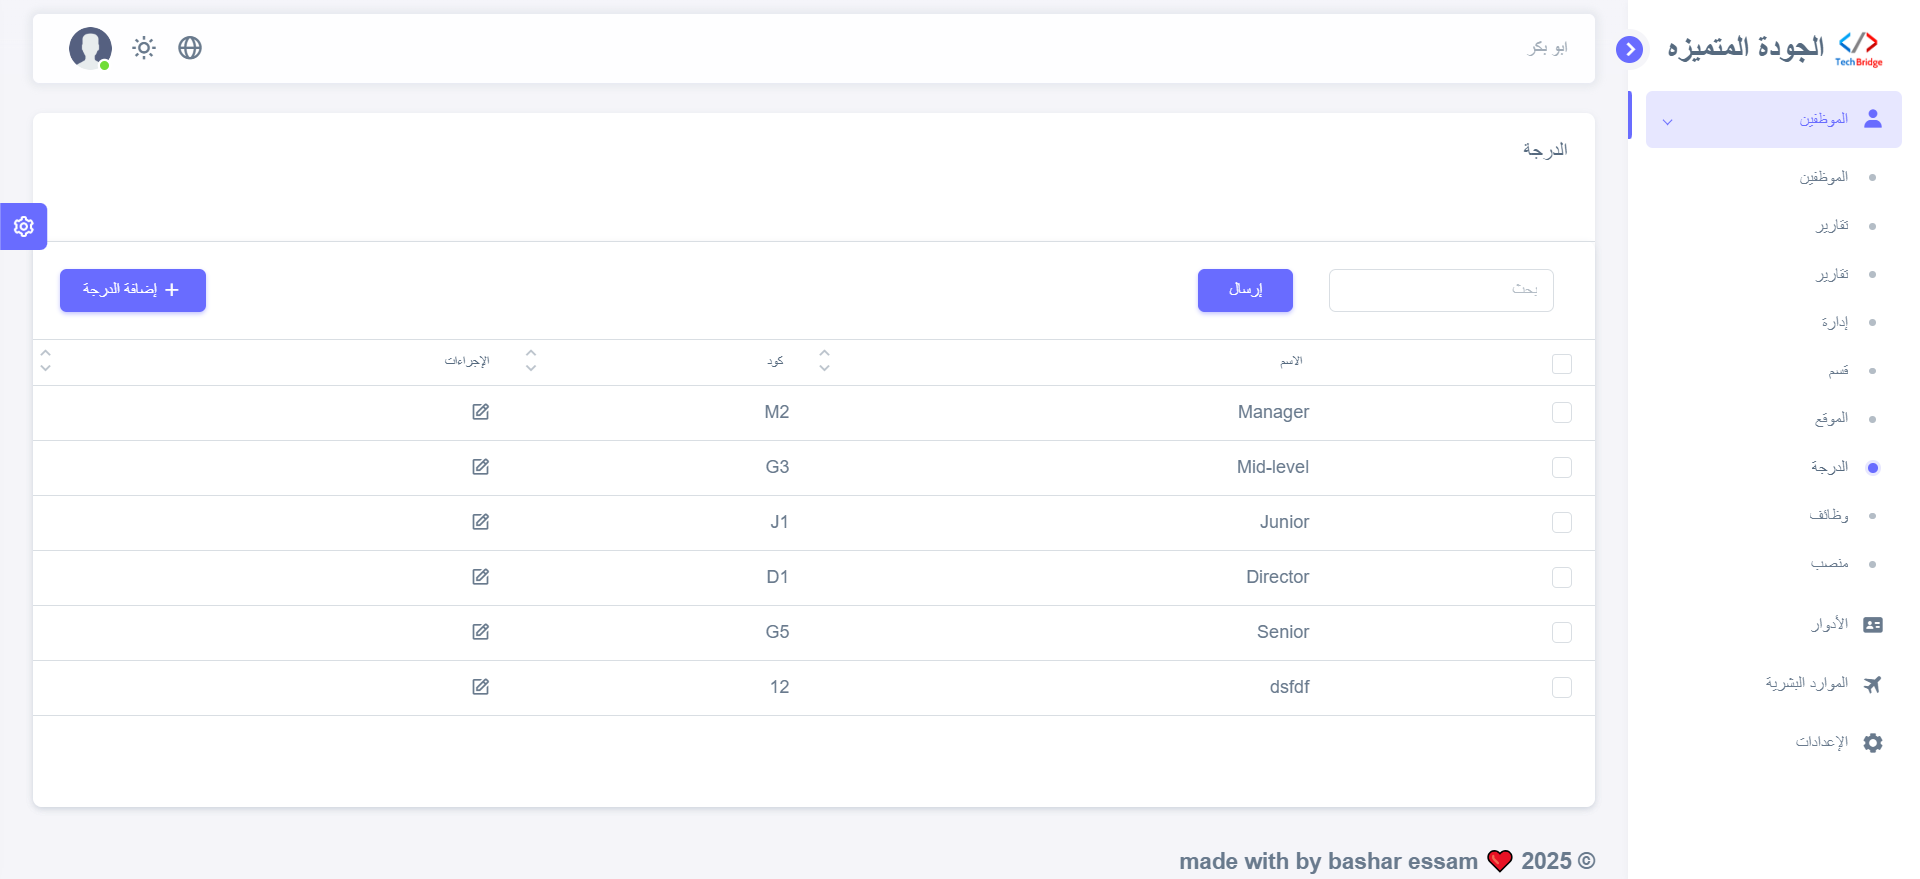 الجودة المتميزه
TechBridge
الموظفين
الموظفين
تقارير
تقارير
إدارة
قسم
الموقع
الدرجة
وظائف
منصب
الأدوار
الموارد البشرية
الإعدادات
ابو بكر
الدرجة
بحث
إرسال
إضافة الدرجة
الاسم كود الإجراءات
Manager M2
Mid-level G3
Junior J1
Director D1
Senior G5
dsfdf 12
© 2025 ❤️ made with by bashar essam